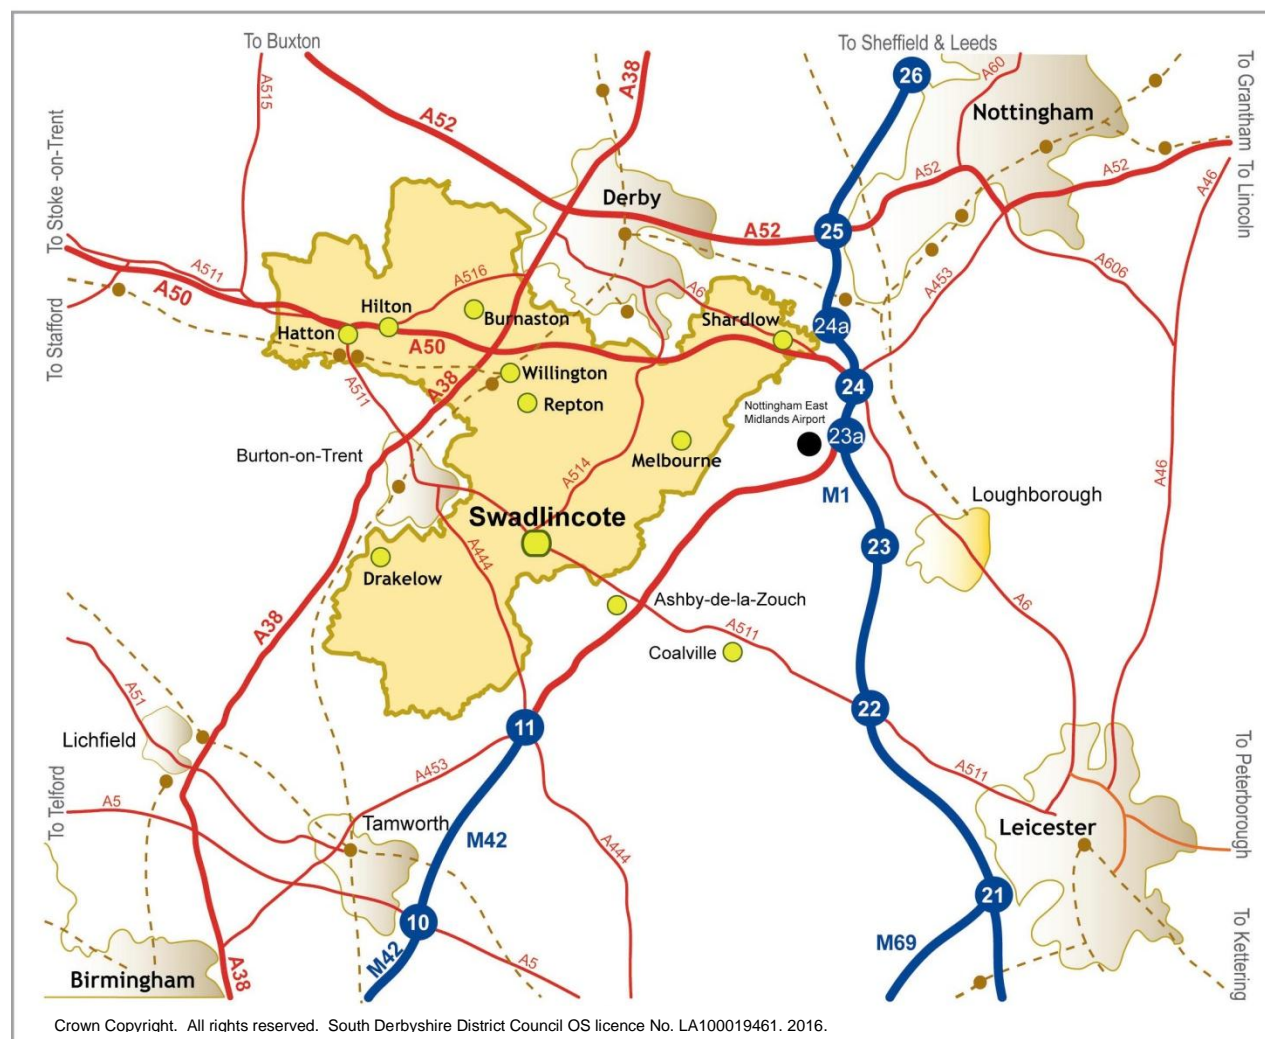 To Buxton
To Sheffield & Leeds
A515
A38
A60
26
Nottingham
To Grantham
A52
A52
A52
A46
To Lincoln
To Stoke -on-Trent
Derby
A52
25
A511
A516
A606
A50
A6
A453
Hilton
Burnaston
Shardlow
24a
Hatton
A50
To Stafford
Willington
24
A511
A38
Repton
Nottingham East
Midlands Airport
23a
Burton-on-Trent
Melbourne
A514
A46
M1
Loughborough
Swadlincote
23
A444
Drakelow
Ashby-de-la-Zouch
A6
A38
A511
Coalville
A51
22
11
Lichfield
A453
A511
To Telford
A5
Tamworth
To Peterborough
Leicester
M42
A444
21
10
M69
M42
A5
To Kettering
Birmingham
A38
Crown Copyright. All rights reserved. South Derbyshire District Council OS licence No. LA100019461. 2016.